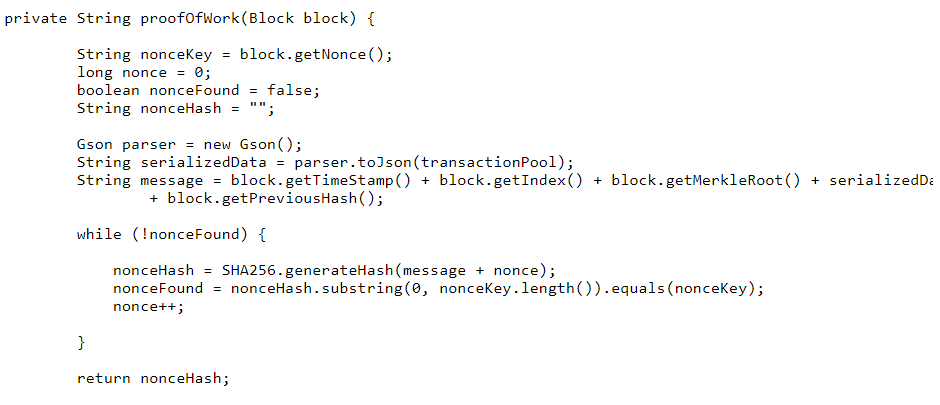 private String proofOfWork(Block block) {
String nonceKey = block.getNonce();
long nonce = 0;
boolean nonceFound = false;
String nonceHash = "";
Gson parser = new Gson();
String serializedData = parser.toJson(transactionPool);
String message = block.getTimeStamp() + block.getIndex() + block.getMerkleRoot() +
+ block.getPreviousHash();
while (!nonceFound) {
nonceHash = SHA256.generateHash(message + nonce);
nonceFound = nonceHash.substring(0, nonceKey.length()).equals(nonceKey);
nonce++;
}
return nonceHash;